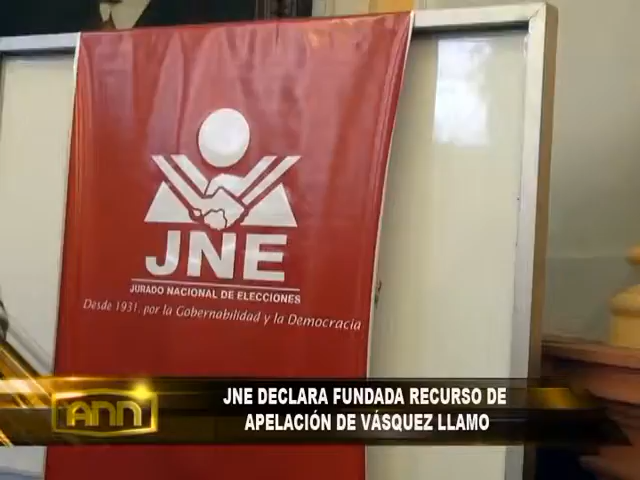 JNE
JURADO NACIONAL DE ELECCIONES
Desde 1931, por la Gobernabilidad y la Democracia
JNE DECLARA FUNDADA RECURSO DE
APELACIÓN DE VÁSQUEZ LLAMO
ANN